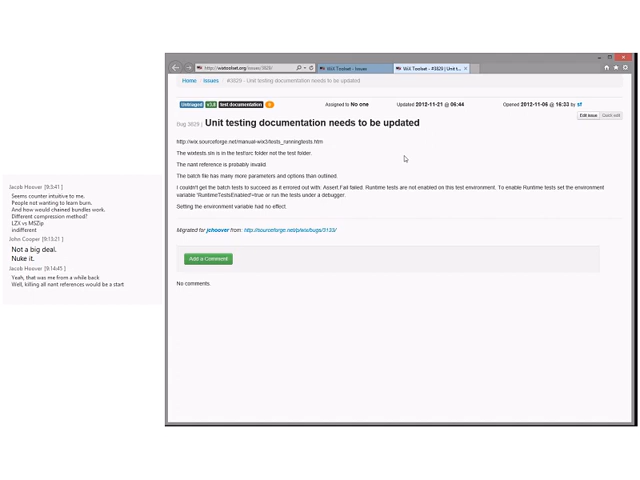 Jacob Hoover [9:3:41]
Seems counter intuitive to me.
People not wanting to learn burn.
And how would chained bundles work.
Different compression method?
LZX vs MSZip
indifferent
John Cooper [9:13:21]
Not a big deal.
Nuke it.
Jacob Hoover [9:14:45]
Yeah, that was me from a while back
Well, killing all nant references would be a start
http://wixtoolset.org/issues/3829/
WiX Toolset - Issues
WiX Toolset - #3829 | Unit t...
Home Issues #3829 - Unit testing documentation needs to be updated
Untriaged v3.8 test documentation 0 Assigned to No one Updated 2012-11-21 @ 06:44 Opened 2012-11-06 @ 16:33 by sf
Edit Issue Quick edit
Bug 3829 | Unit testing documentation needs to be updated
http://wix.sourceforge.net/manual-wix3/tests_runningtests.htm
The wixtests.sln is in the test\src folder not the test folder.
The nant reference is probably invalid
The batch file has many more parameters and options than outlined.
I couldn't get the batch tests to succeed as it errored out with: Assert.Fail failed. Runtime tests are not enabled on this test environment. To enable Runtime tests set the environment
variable 'RuntimeTestsEnabled'=true or run the tests under a debugger.
Setting the environment variable had no effect.
Migrated for jchoover from http://sourceforge.net/p/wix/bugs/3133/
Add a Comment
No comments.